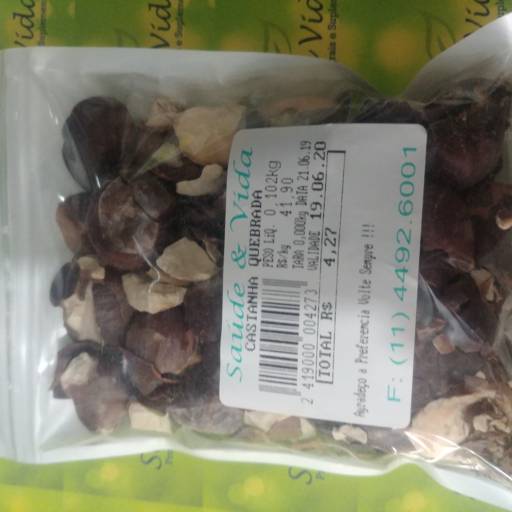 Saúde & Vida
CASTANHA QUEBRADA
PESO LIQ. 0,102kg
R$/kg 41,90
TARA 0,000kg DATA 21.06.19
VALIDADE 19.06.20
2 419000 004273
TOTAL R$ 4,27
Agradeço a Preferencia Volte Sempre !!!
F: (11) 4492.6001